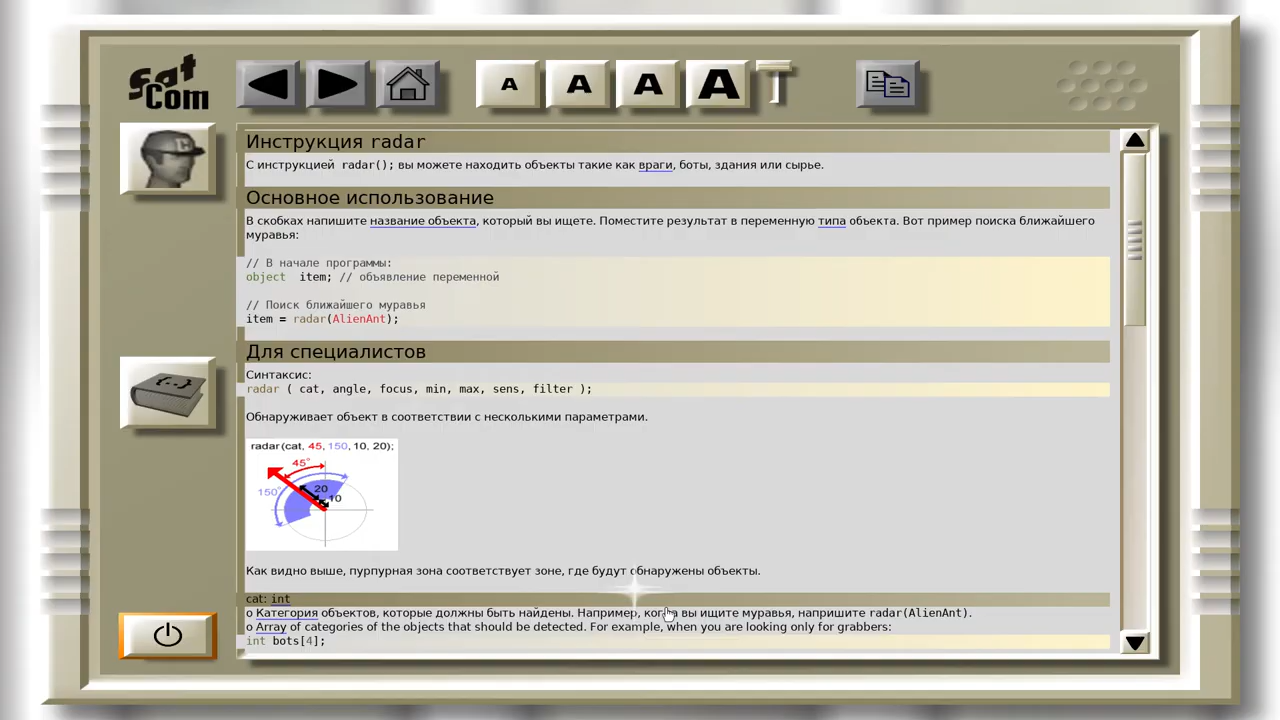 Sat
Com
A A A A
Инструкция radar
С инструкцией radar(); вы можете находить объекты такие как враги, боты, здания или сырье.
Основное использование
В скобках напишите название объекта, который вы ищете. Поместите результат в переменную типа объекта. Вот пример поиска ближайшего
муравья:
// В начале программы:
object item; // объявление переменной
// Поиск ближайшего муравья
item = radar(AlienAnt);
Для специалистов
Синтаксис:
radar ( cat, angle, focus, min, max, sens, filter );
Обнаруживает объект в соответствии с несколькими параметрами.
radar(cat, 45, 150, 10, 20);
45°
150°
20
10
Как видно выше, пурпурная зона соответствует зоне, где будут обнаружены объекты.
cat: int
o Категория объектов, которые должны быть найдены. Например, когда вы ищите муравья, напришите radar(AlienAnt).
o Array of categories of the objects that should be detected. For example, when you are looking only for grabbers:
int bots[4];
{..}